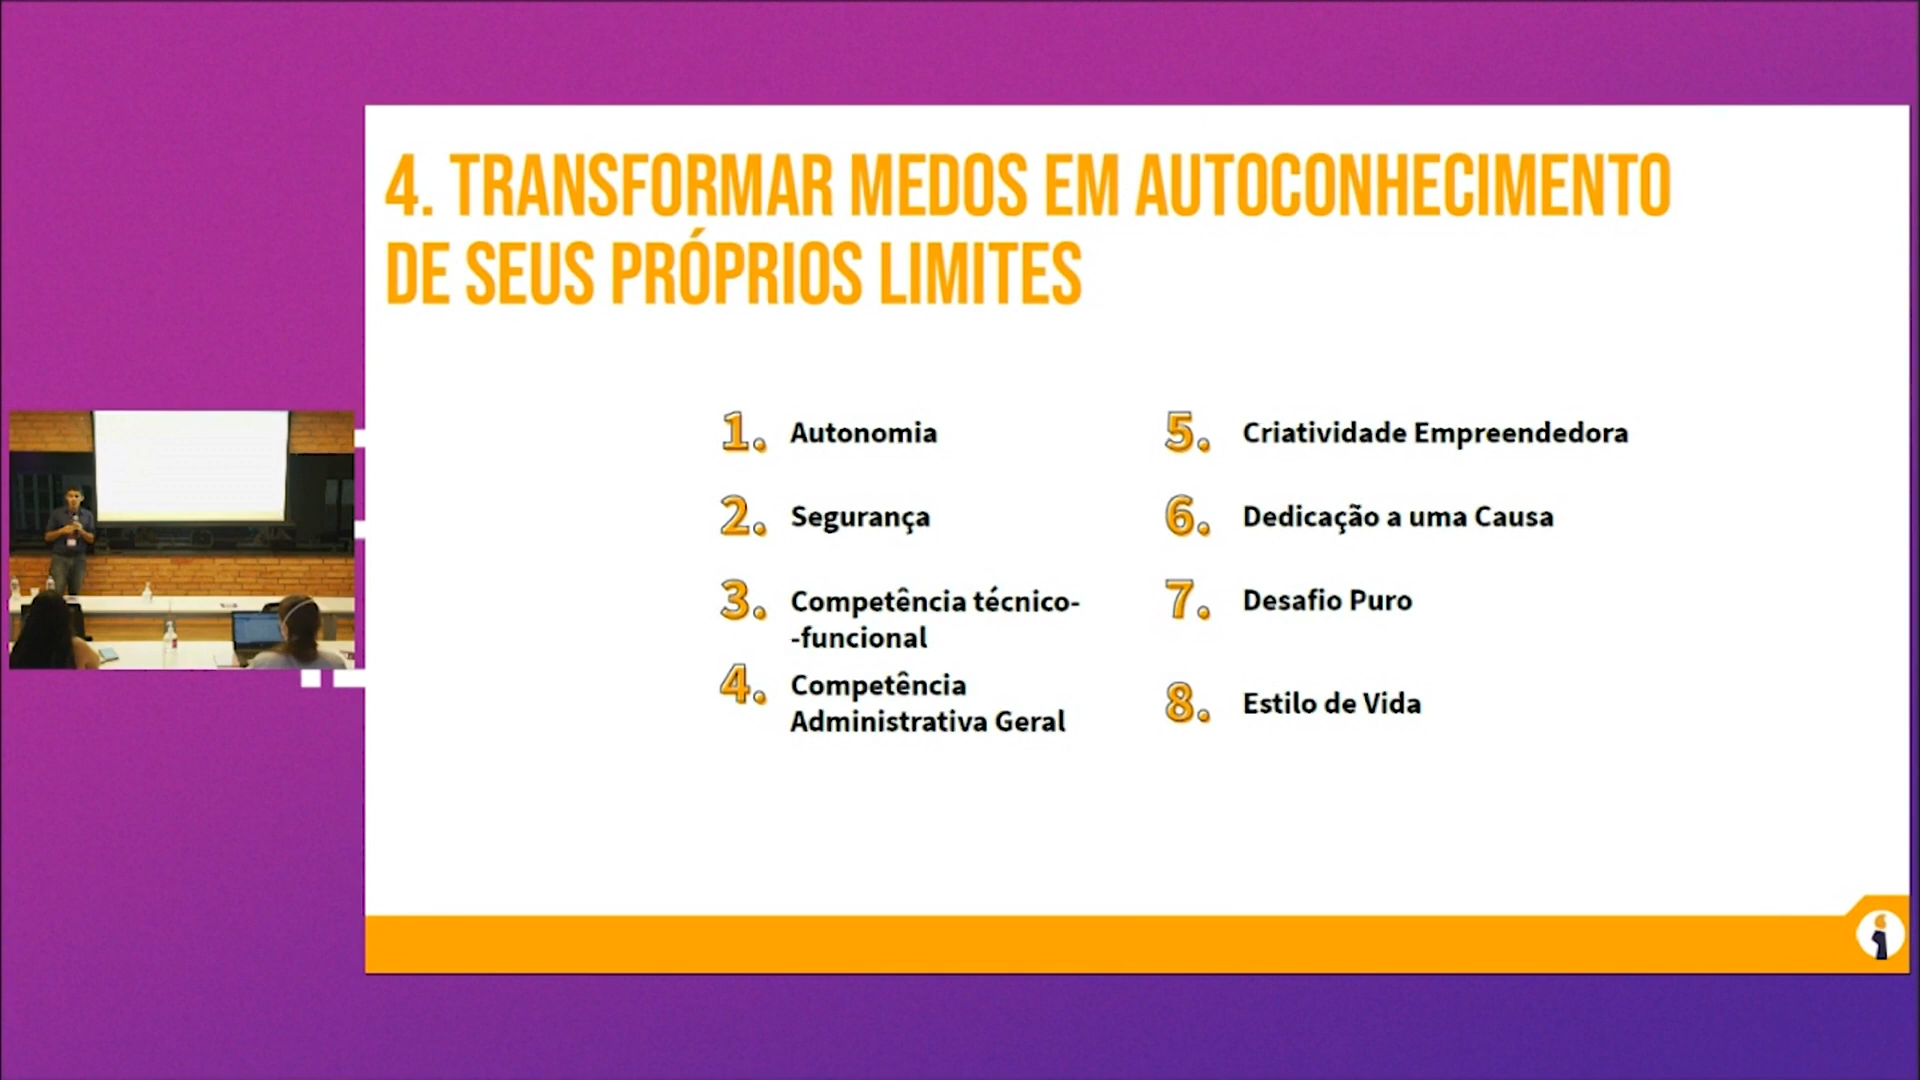 4. TRANSFORMAR MEDOS EM AUTOCONHECIMENTO
DE SEUS PRÓPRIOS LIMITES
1. Autonomia
2. Segurança
3. Competência técnico-
-funcional
4. Competência
Administrativa Geral
5. Criatividade Empreendedora
6. Dedicação a uma Causa
7. Desafio Puro
8. Estilo de Vida